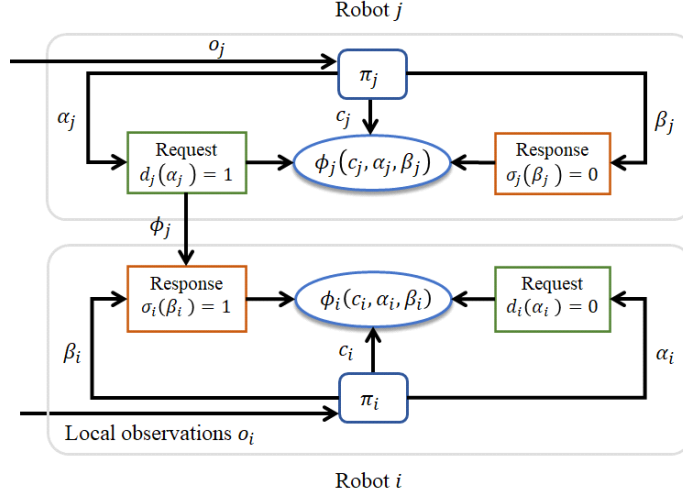 Robot j
o_j
π_j
α_j
c_j
β_j
Request
d_j(α_j) = 1
ϕ_j(c_j, α_j, β_j)
Response
σ_j(β_j) = 0
ϕ_j
Response
σ_i(β_i) = 1
ϕ_i(c_i, α_i, β_i)
Request
d_i(α_i) = 0
β_i
c_i
α_i
π_i
Local observations o_i
Robot i